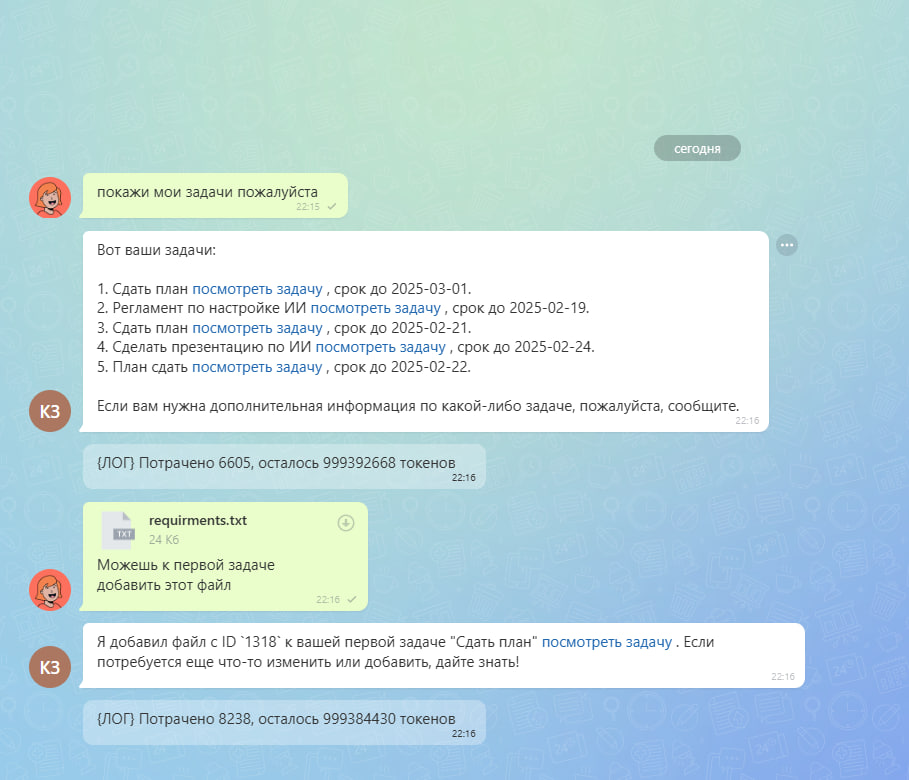 сегодня
покажи мои задачи пожалуйста
22:15
Вот ваши задачи:
1. Сдать план посмотреть задачу , срок до 2025-03-01.
2. Регламент по настройке ИИ посмотреть задачу , срок до 2025-02-19.
3. Сдать план посмотреть задачу , срок до 2025-02-21.
4. Сделать презентацию по ИИ посмотреть задачу , срок до 2025-02-24.
5. План сдать посмотреть задачу , срок до 2025-02-22.
Если вам нужна дополнительная информация по какой-либо задаче, пожалуйста, сообщите.
22:16
КЗ
{ЛОГ} Потрачено 6605, осталось 999392668 токенов
22:16
TXT
requirments.txt
24 Кб
Можешь к первой задаче
добавить этот файл
22:16
Я добавил файл с ID `1318` к вашей первой задаче "Сдать план" посмотреть задачу . Если
потребуется еще что-то изменить или добавить, дайте знать!
22:16
КЗ
{ЛОГ} Потрачено 8238, осталось 999384430 токенов
22:16